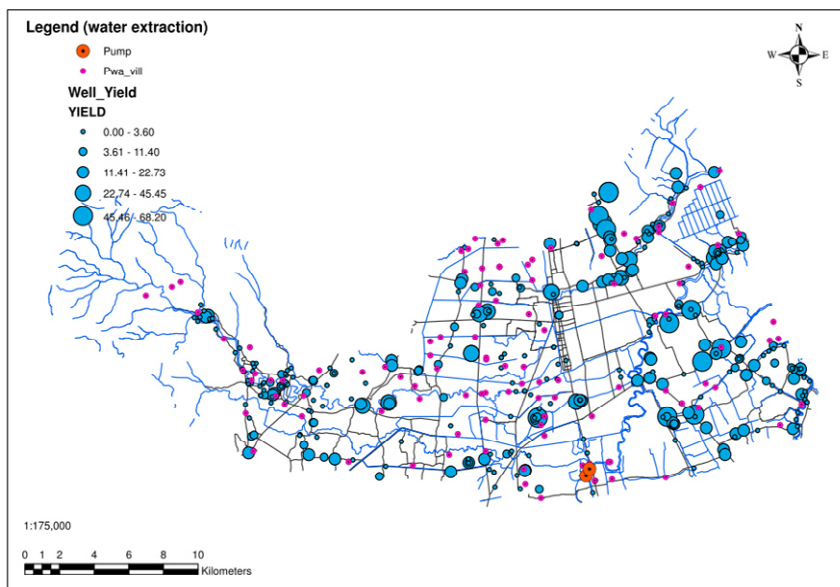 Legend (water extraction)
Pump
Pwa_vill
Well_Yield
YIELD
0.00 - 3.60
3.61 - 11.40
11.41 - 22.73
22.74 - 45.45
45.46 - 68.20
N
W E
S
1:175,000
0 1 2 4 6 8 10
Kilometers